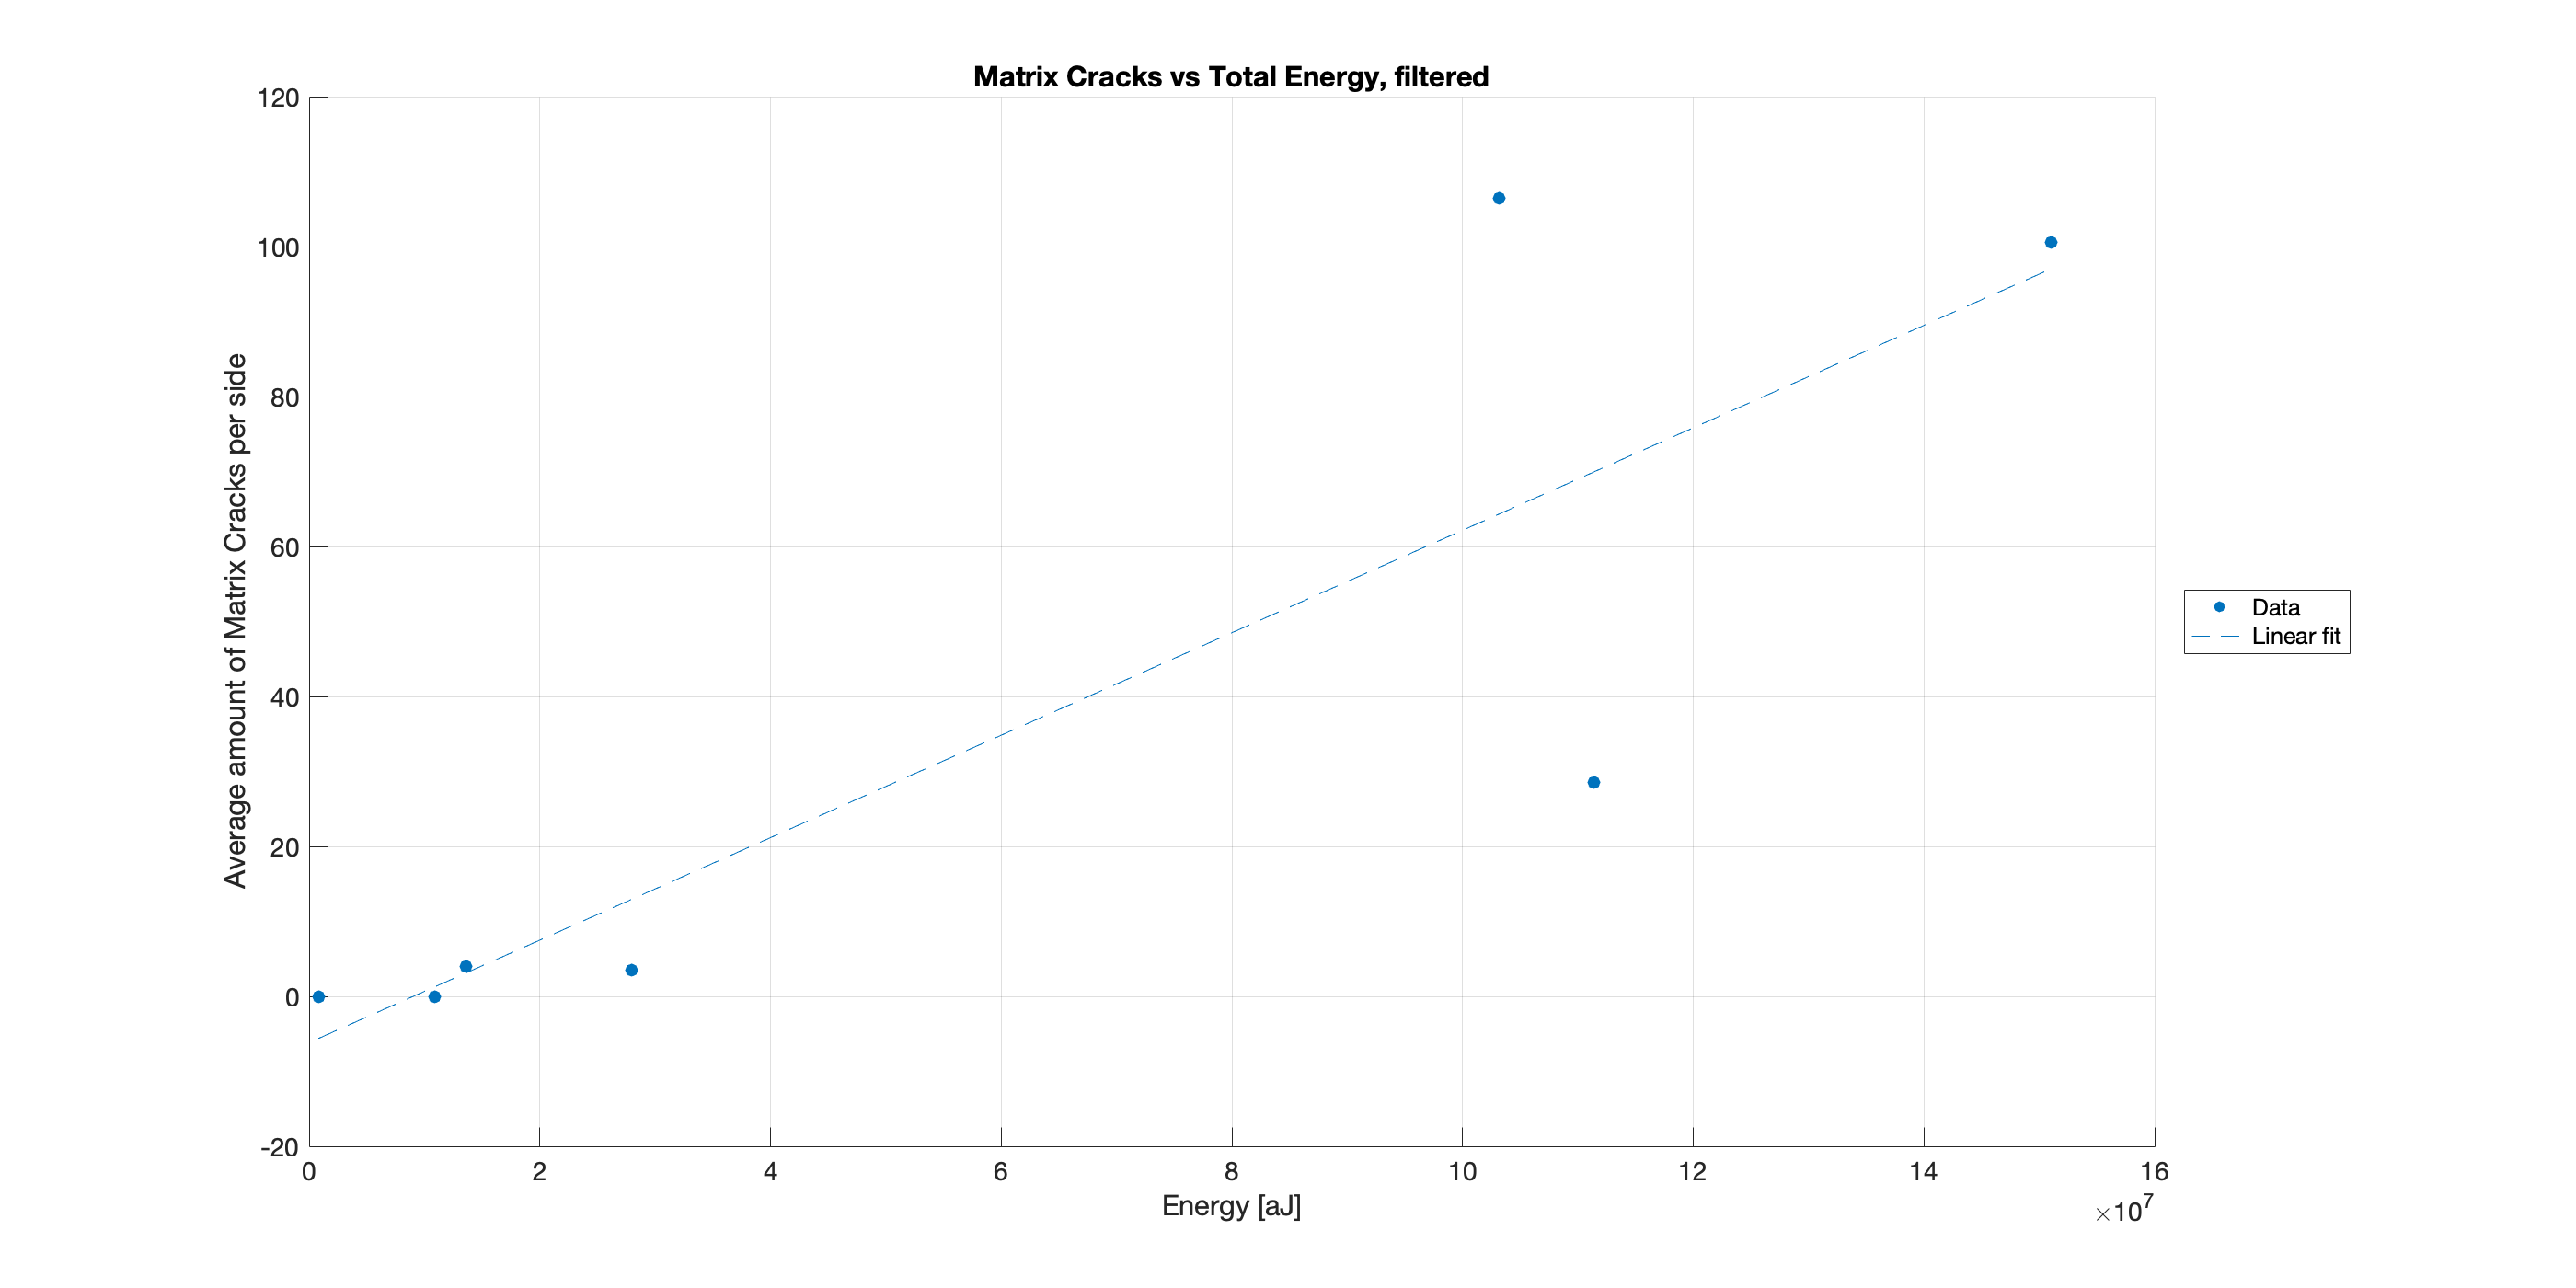 Matrix Cracks vs Total Energy, filtered
120
100
80
60
40
20
0
-20
Average amount of Matrix Cracks per side
0 2 4 6 8 10 12 14 16
×10^7
Energy [aJ]
Data
Linear fit